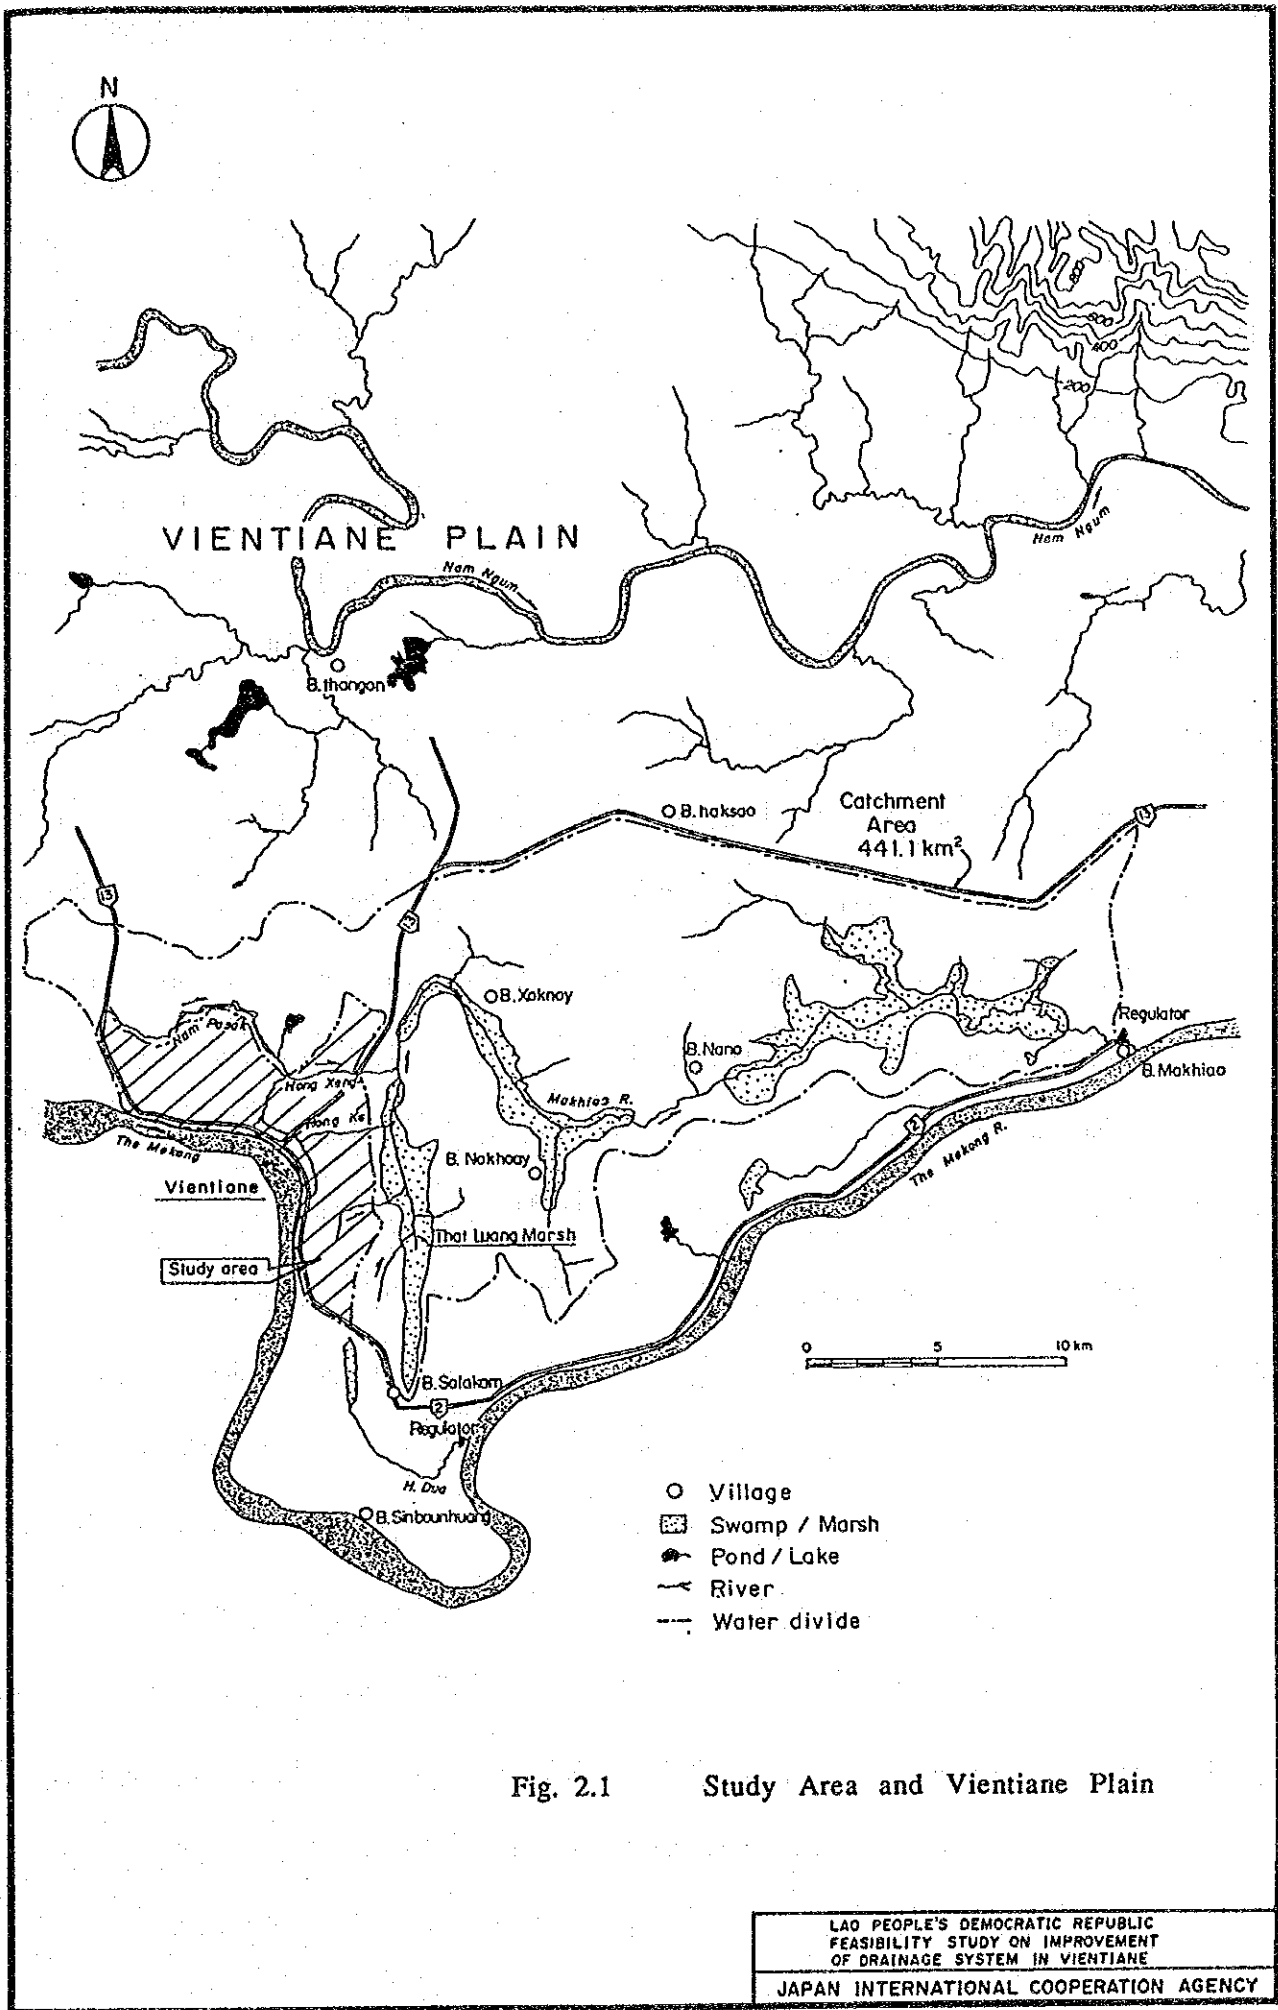 N
800
600
400
200
VIENTIANE PLAIN
Nam Ngum
Nam Ngum
B. thangon
B. haksao
Catchment
Area
441.1 km²
13
13
13
B. Xaknoy
Nam Pasak
Hong Xeng
Hong Ke
Makhiao R.
B. Nano
Regulator
B. Makhiao
The Mekong
Vientiane
B. Nakhoay
2
The Mekong R.
That Luang Marsh
Study area
0 5 10 km
B. Salakam
2
Regulator
H. Dua
B. Sinbounhuang
Village
Swamp / Marsh
Pond / Lake
River
Water divide
Fig. 2.1 Study Area and Vientiane Plain
LAO PEOPLE'S DEMOCRATIC REPUBLIC
FEASIBILITY STUDY ON IMPROVEMENT
OF DRAINAGE SYSTEM IN VIENTIANE
JAPAN INTERNATIONAL COOPERATION AGENCY